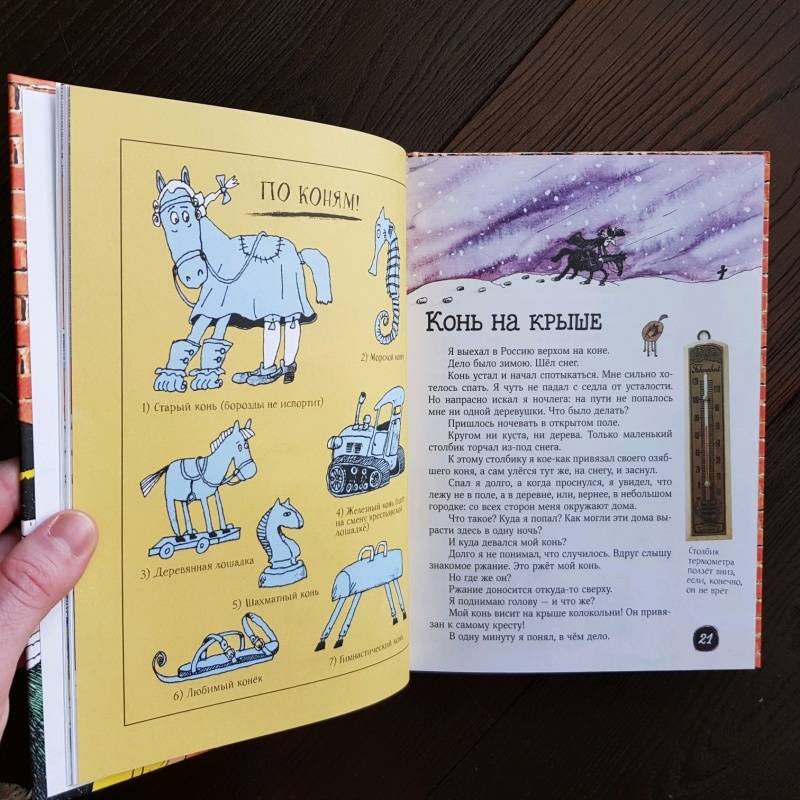 ПО КОНЯМ!
2) Морской конь
1) Старый конь (борозды не испортит)
4) Железный конь
на смену крестьянской
лошадке)
3) Деревянная лошадка
5) Шахматный конь
7) Гимнастический конь
6) Любимый конёк
Конь на крыше
Я выехал в Россию верхом на коне.
Дело было зимою. Шёл снег.
Конь устал и начал спотыкаться. Мне сильно хо-
телось спать. Я чуть не падал с седла от усталости.
Но напрасно искал я ночлега: на пути не попалось
мне ни одной деревушки. Что было делать?
Пришлось ночевать в открытом поле.
Кругом ни куста, ни дерева. Только маленький
столбик торчал из-под снега.
К этому столбику я кое-как привязал своего озяб-
шего коня, а сам улёгся тут же, на снегу, и заснул.
Спал я долго, а когда проснулся, я увидел, что
лежу не в поле, а в деревне, или, вернее, в небольшом
городке: со всех сторон меня окружают дома.
Что такое? Куда я попал? Как могли эти дома вы-
расти здесь в одну ночь?
И куда девался мой конь?
Долго я не понимал, что случилось. Вдруг слышу
знакомое ржание. Это ржёт мой конь.
Но где же он?
Ржание доносится откуда-то сверху.
Я поднимаю голову — и что же?
Мой конь висит на крыше колокольни! Он привя-
зан к самому кресту!
В одну минуту я понял, в чём дело.
Столбик
термометра
ползёт вниз,
если, конечно,
он не врёт
21